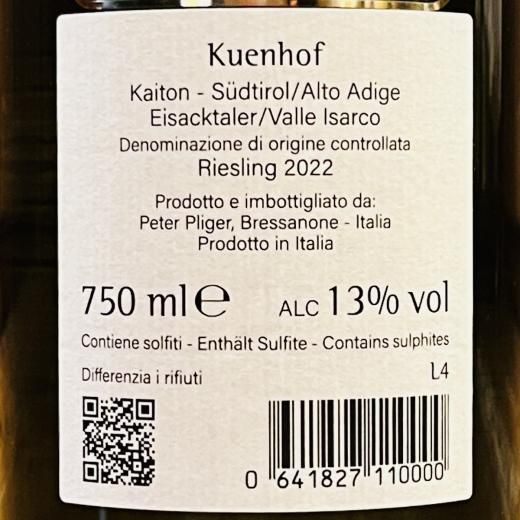 Kuenhof
Kaiton - Südtirol/Alto Adige
Eisacktaler/Valle Isarco
Denominazione di origine controllata
Riesling 2022
Prodotto e imbottigliato da:
Peter Pliger, Bressanone - Italia
Prodotto in Italia
750 ml ℮ ALC 13% vol
Contiene solfiti - Enthält Sulfite - Contains sulphites
Differenzia i rifiuti L4
0 641827 110000